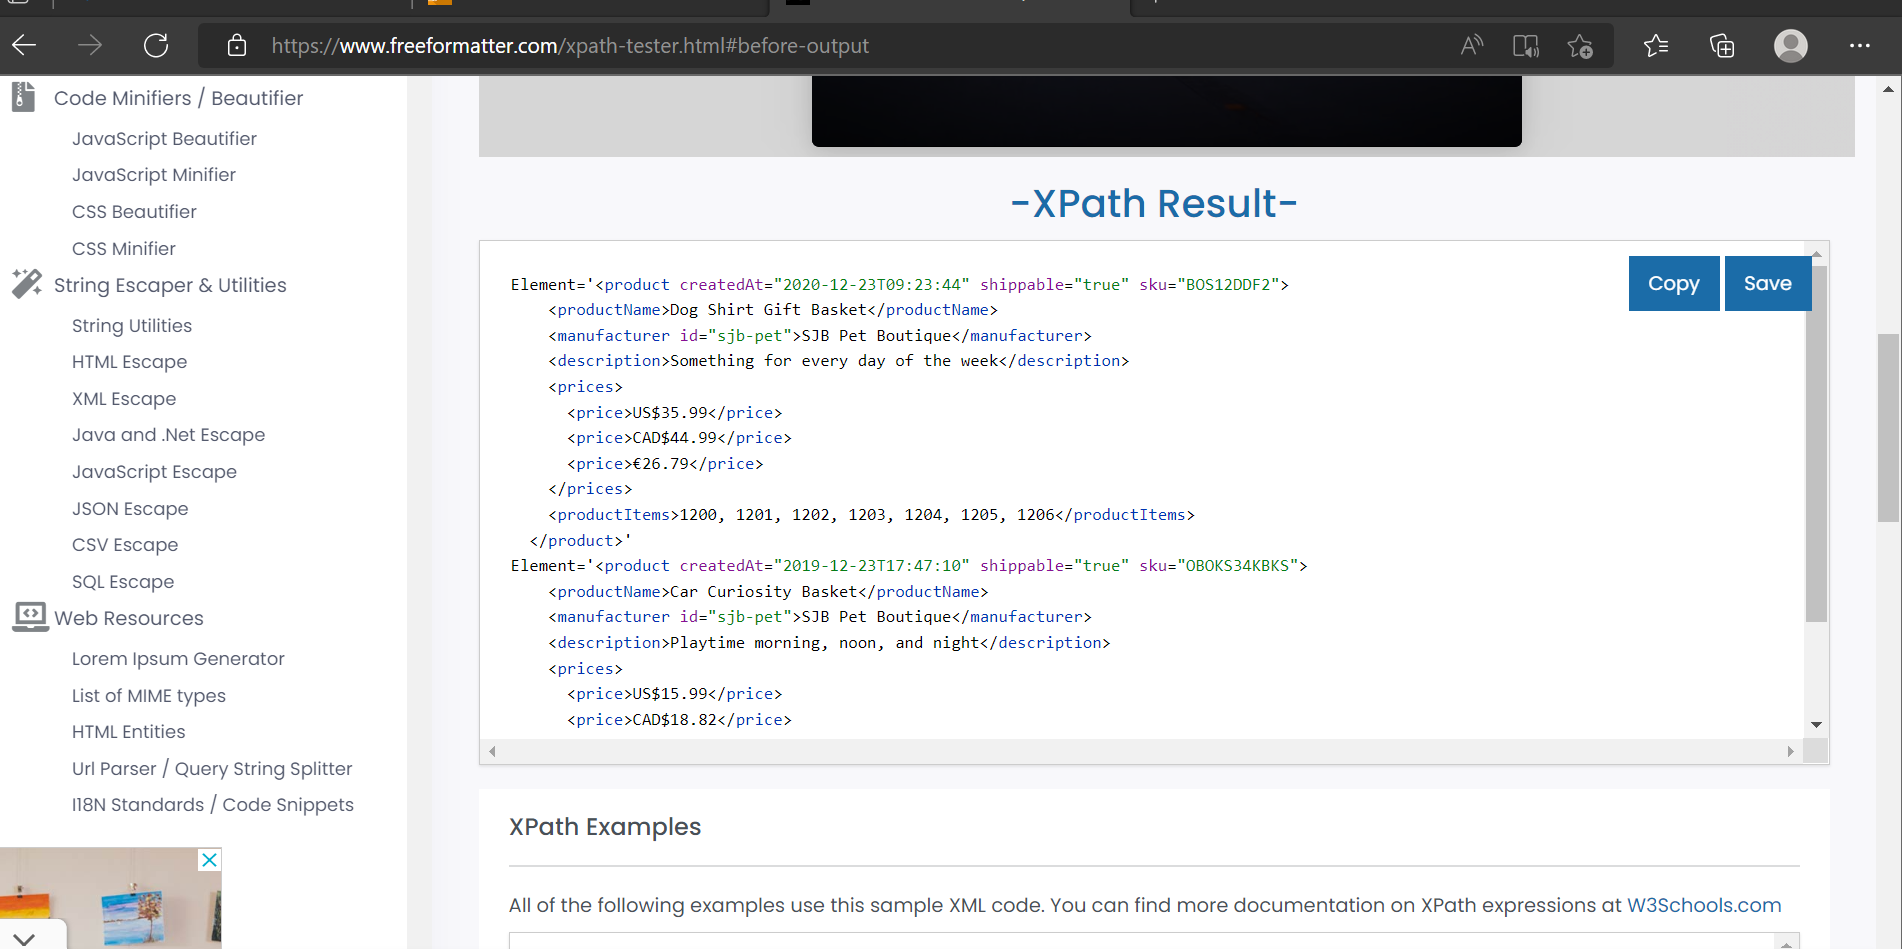 https://www.freeformatter.com/xpath-tester.html#before-output
Code Minifiers / Beautifier
JavaScript Beautifier
JavaScript Minifier
CSS Beautifier
CSS Minifier
String Escaper & Utilities
String Utilities
HTML Escape
XML Escape
Java and .Net Escape
JavaScript Escape
JSON Escape
CSV Escape
SQL Escape
Web Resources
Lorem Ipsum Generator
List of MIME types
HTML Entities
Url Parser / Query String Splitter
I18N Standards / Code Snippets
-XPath Result-
Copy
Save
Element='<product createdAt="2020-12-23T09:23:44" shippable="true" sku="BOS12DDF2">
<productName>Dog Shirt Gift Basket</productName>
<manufacturer id="sjb-pet">SJB Pet Boutique</manufacturer>
<description>Something for every day of the week</description>
<prices>
<price>US$35.99</price>
<price>CAD$44.99</price>
<price>€26.79</price>
</prices>
<productItems>1200, 1201, 1202, 1203, 1204, 1205, 1206</productItems>
</product>'
Element='<product createdAt="2019-12-23T17:47:10" shippable="true" sku="OBOKS34KBKS">
<productName>Car Curiosity Basket</productName>
<manufacturer id="sjb-pet">SJB Pet Boutique</manufacturer>
<description>Playtime morning, noon, and night</description>
<prices>
<price>US$15.99</price>
<price>CAD$18.82</price>
XPath Examples
All of the following examples use this sample XML code. You can find more documentation on XPath expressions at W3Schools.com